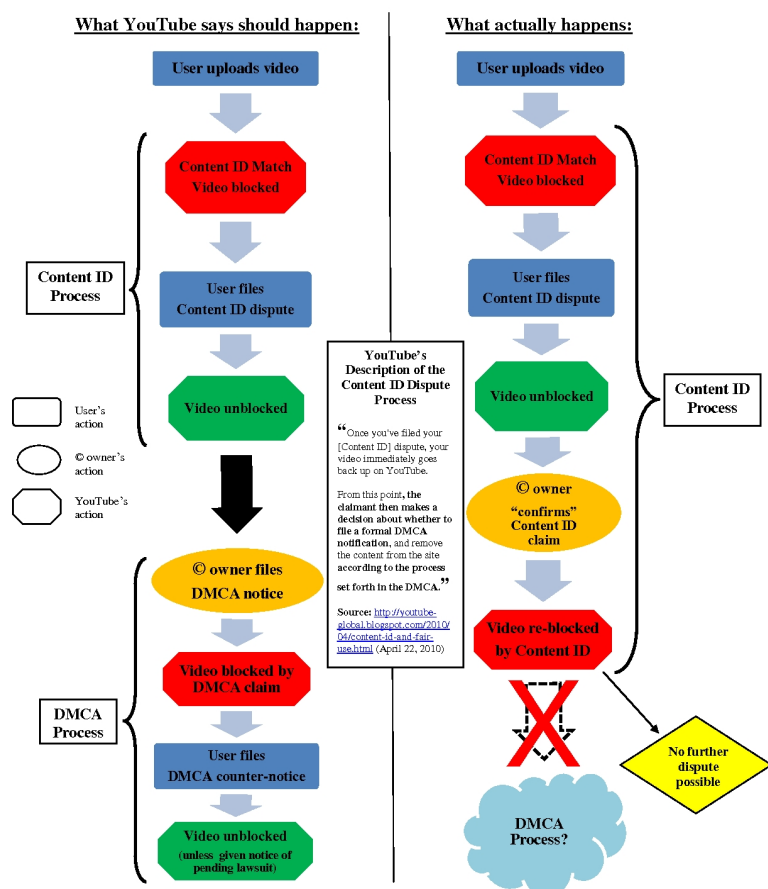 What YouTube says should happen:
User uploads video
Content ID Match
Video blocked
User files
Content ID dispute
Video unblocked
Content ID
Process
User's
action
© owner's
action
YouTube's
action
© owner files
DMCA notice
Video blocked by
DMCA claim
User files
DMCA counter-notice
Video unblocked
(unless given notice of
pending lawsuit)
DMCA
Process
YouTube's
Description of the
Content ID Dispute
Process
“Once you've filed your
[Content ID] dispute, your
video immediately goes
back up on YouTube.
From this point, the
claimant then makes a
decision about whether to
file a formal DMCA
notification, and remove
the content from the site
according to the process
set forth in the DMCA.”
Source: http://youtube-
global.blogspot.com/2010/
04/content-id-and-fair-
use.html (April 22, 2010)
What actually happens:
User uploads video
Content ID Match
Video blocked
User files
Content ID dispute
Video unblocked
© owner
“confirms”
Content ID
claim
Video re-blocked
by Content ID
Content ID
Process
No further
dispute
possible
DMCA
Process?